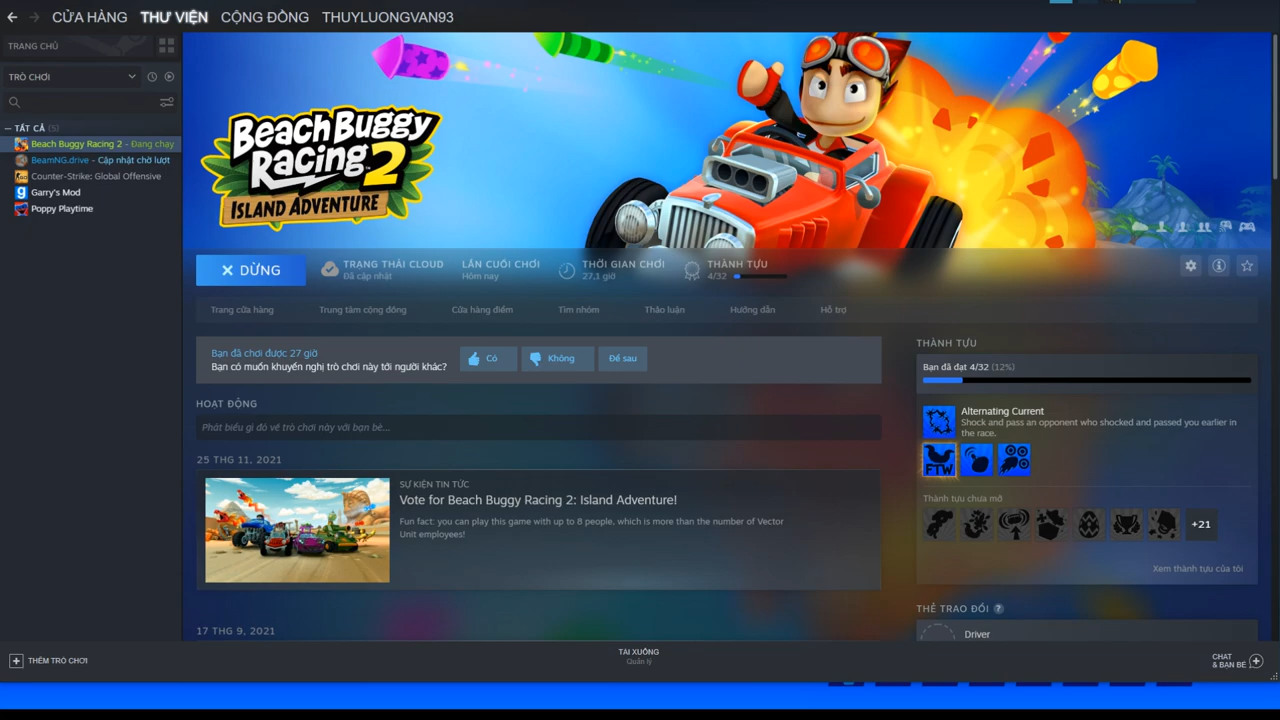 CỬA HÀNG THƯ VIỆN CỘNG ĐỒNG THUYLUONGVAN93
TRANG CHỦ
TRÒ CHƠI
TẤT CẢ (5)
Beach Buggy Racing 2 - Đang chạy
BeamNG.drive - Cập nhật chờ lượt
Counter-Strike: Global Offensive
Garry's Mod
Poppy Playtime
THÊM TRÒ CHƠI
Beach Buggy
Racing 2
ISLAND ADVENTURE
DỪNG
TRẠNG THÁI CLOUD
Đã cập nhật
LẦN CUỐI CHƠI
Hôm nay
THỜI GIAN CHƠI
27,1 giờ
THÀNH TỰU
4/32
Trang cửa hàng Trung tâm cộng đồng Cửa hàng điểm Tìm nhóm Thảo luận Hướng dẫn Hỗ trợ
Bạn đã chơi được 27 giờ
Bạn có muốn khuyến nghị trò chơi này tới người khác?
Có Không Để sau
HOẠT ĐỘNG
Phát biểu gì đó về trò chơi này với bạn bè...
25 THG 11, 2021
SỰ KIỆN TIN TỨC
Vote for Beach Buggy Racing 2: Island Adventure!
Fun fact: you can play this game with up to 8 people, which is more than the number of Vector
Unit employees!
17 THG 9, 2021
THÀNH TỰU
Bạn đã đạt 4/32 (12%)
Alternating Current
Shock and pass an opponent who shocked and passed you earlier in
the race.
FTW
Thành tựu chưa mở
+21
Xem thành tựu của tôi
THẺ TRAO ĐỔI ?
Driver
TẢI XUỐNG
Quản lý
CHAT
& BẠN BÈ